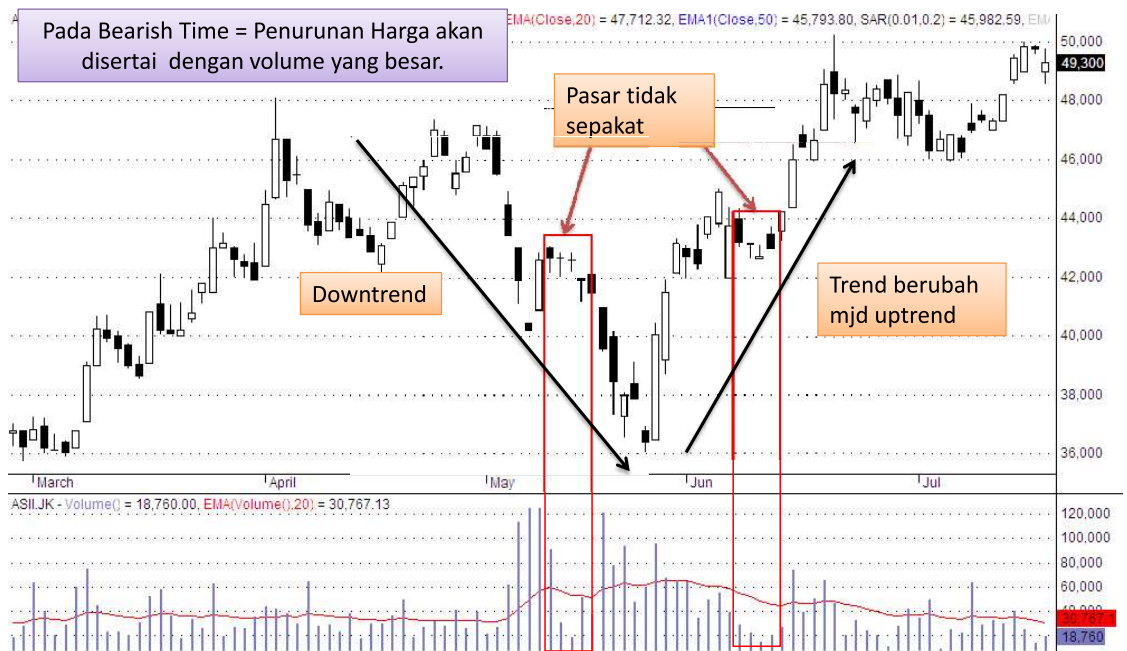 EMA(Close,20) = 47,712.32, EMA1(Close,50) = 45,793.80, SAR(0.01,0.2) = 45,982.59,
Pada Bearish Time = Penurunan Harga akan
disertai dengan volume yang besar.
Pasar tidak
sepakat
Downtrend
Trend berubah
mjd uptrend
50,000
49,300
48,000
46,000
44,000
42,000
40,000
38,000
36,000
March
April
May
Jun
Jul
ASII.JK - Volume() = 18,760.00, EMA(Volume(),20) = 30,767.13
120,000
100,000
80,000
60,000
40,000
30,767.1
18,760